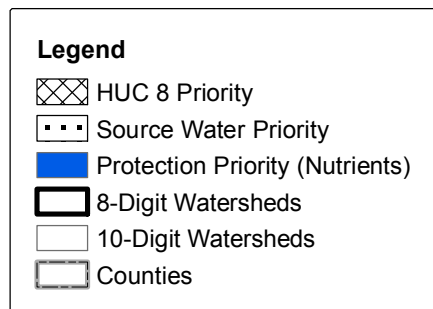 Legend
HUC 8 Priority
Source Water Priority
Protection Priority (Nutrients)
8-Digit Watersheds
10-Digit Watersheds
Counties